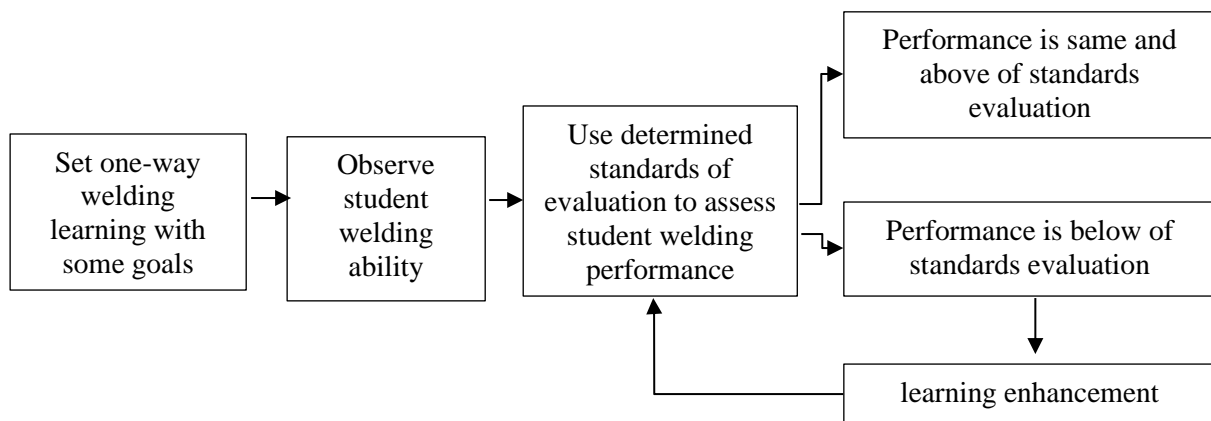 Set one-way
welding
learning with
some goals
Observe
student
welding
ability
Use determined
standards of
evaluation to assess
student welding
performance
Performance is same and
above of standards
evaluation
Performance is below of
standards evaluation
learning enhancement